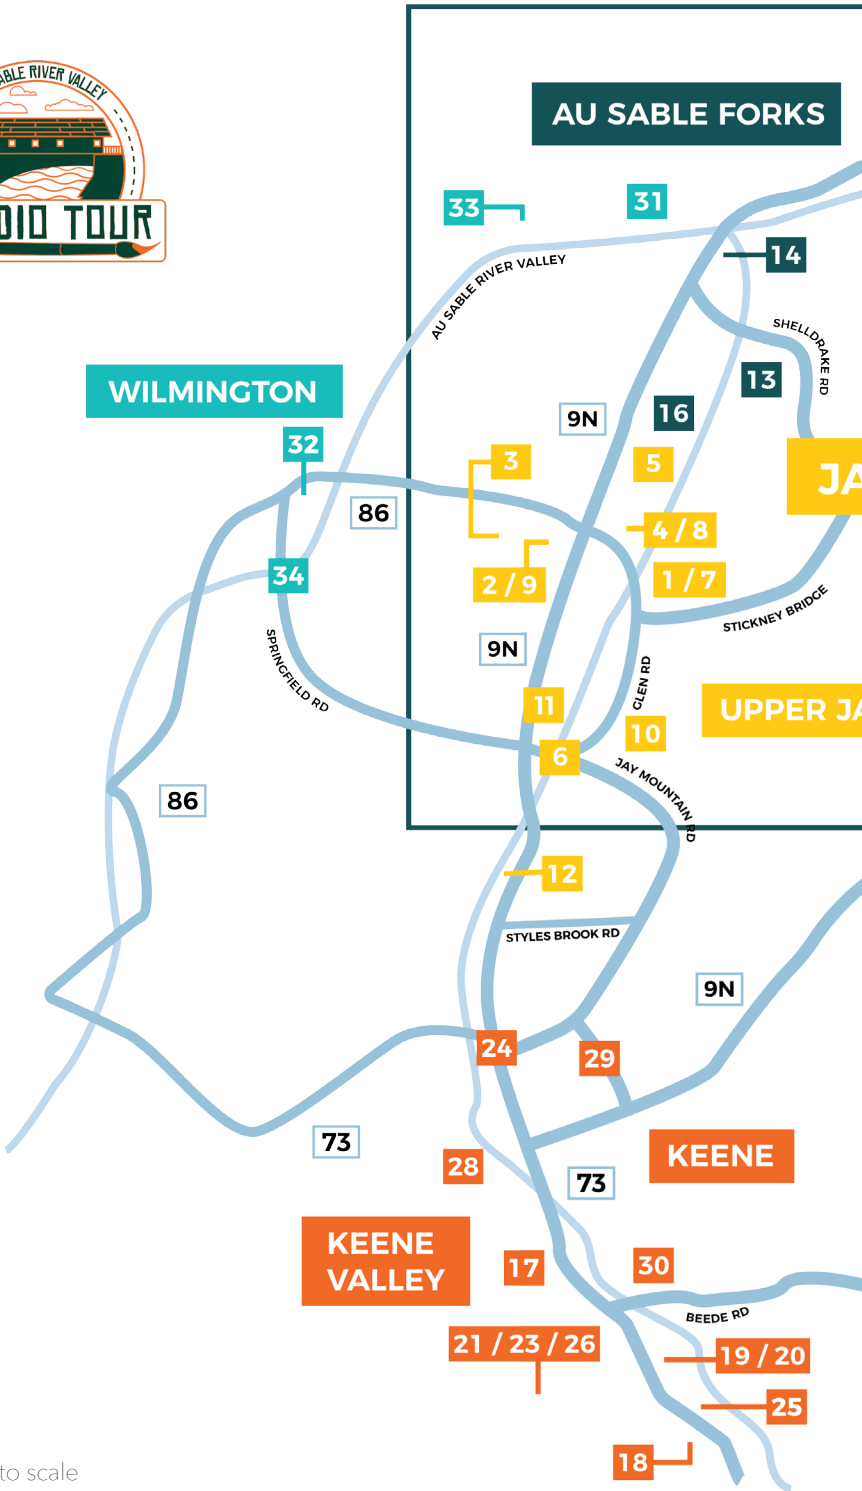 ABLE RIVER VALLEY
DIO TOUR
AU SABLE FORKS
33
31
14
AU SABLE RIVER VALLEY
SHELLDRAKE RD
WILMINGTON
13
9N
16
32
3
5
JA
86
4 / 8
34
2 / 9
1 / 7
STICKNEY BRIDGE
9N
SPRINGFIELD RD
GLEN RD
11
UPPER JA
10
6
JAY MOUNTAIN RD
86
12
STYLES BROOK RD
9N
24
29
73
KEENE
28
73
KEENE
VALLEY
17
30
BEEDE RD
21 / 23 / 26
19 / 20
25
18
to scale